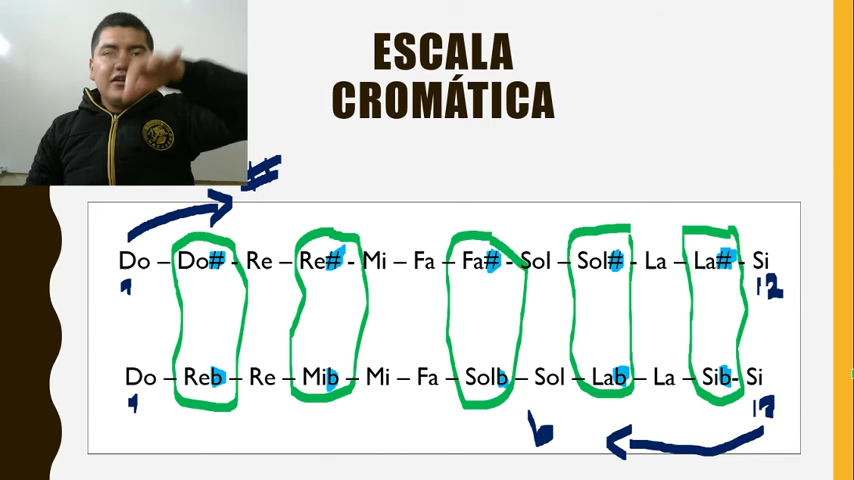 ESCALA
CROMÁTICA
#
Do – Do# - Re – Re# - Mi – Fa – Fa# - Sol – Sol# - La – La# - Si
1 12
Do – Reb – Re – Mib – Mi – Fa – Solb – Sol – Lab – La – Sib- Si
1
b